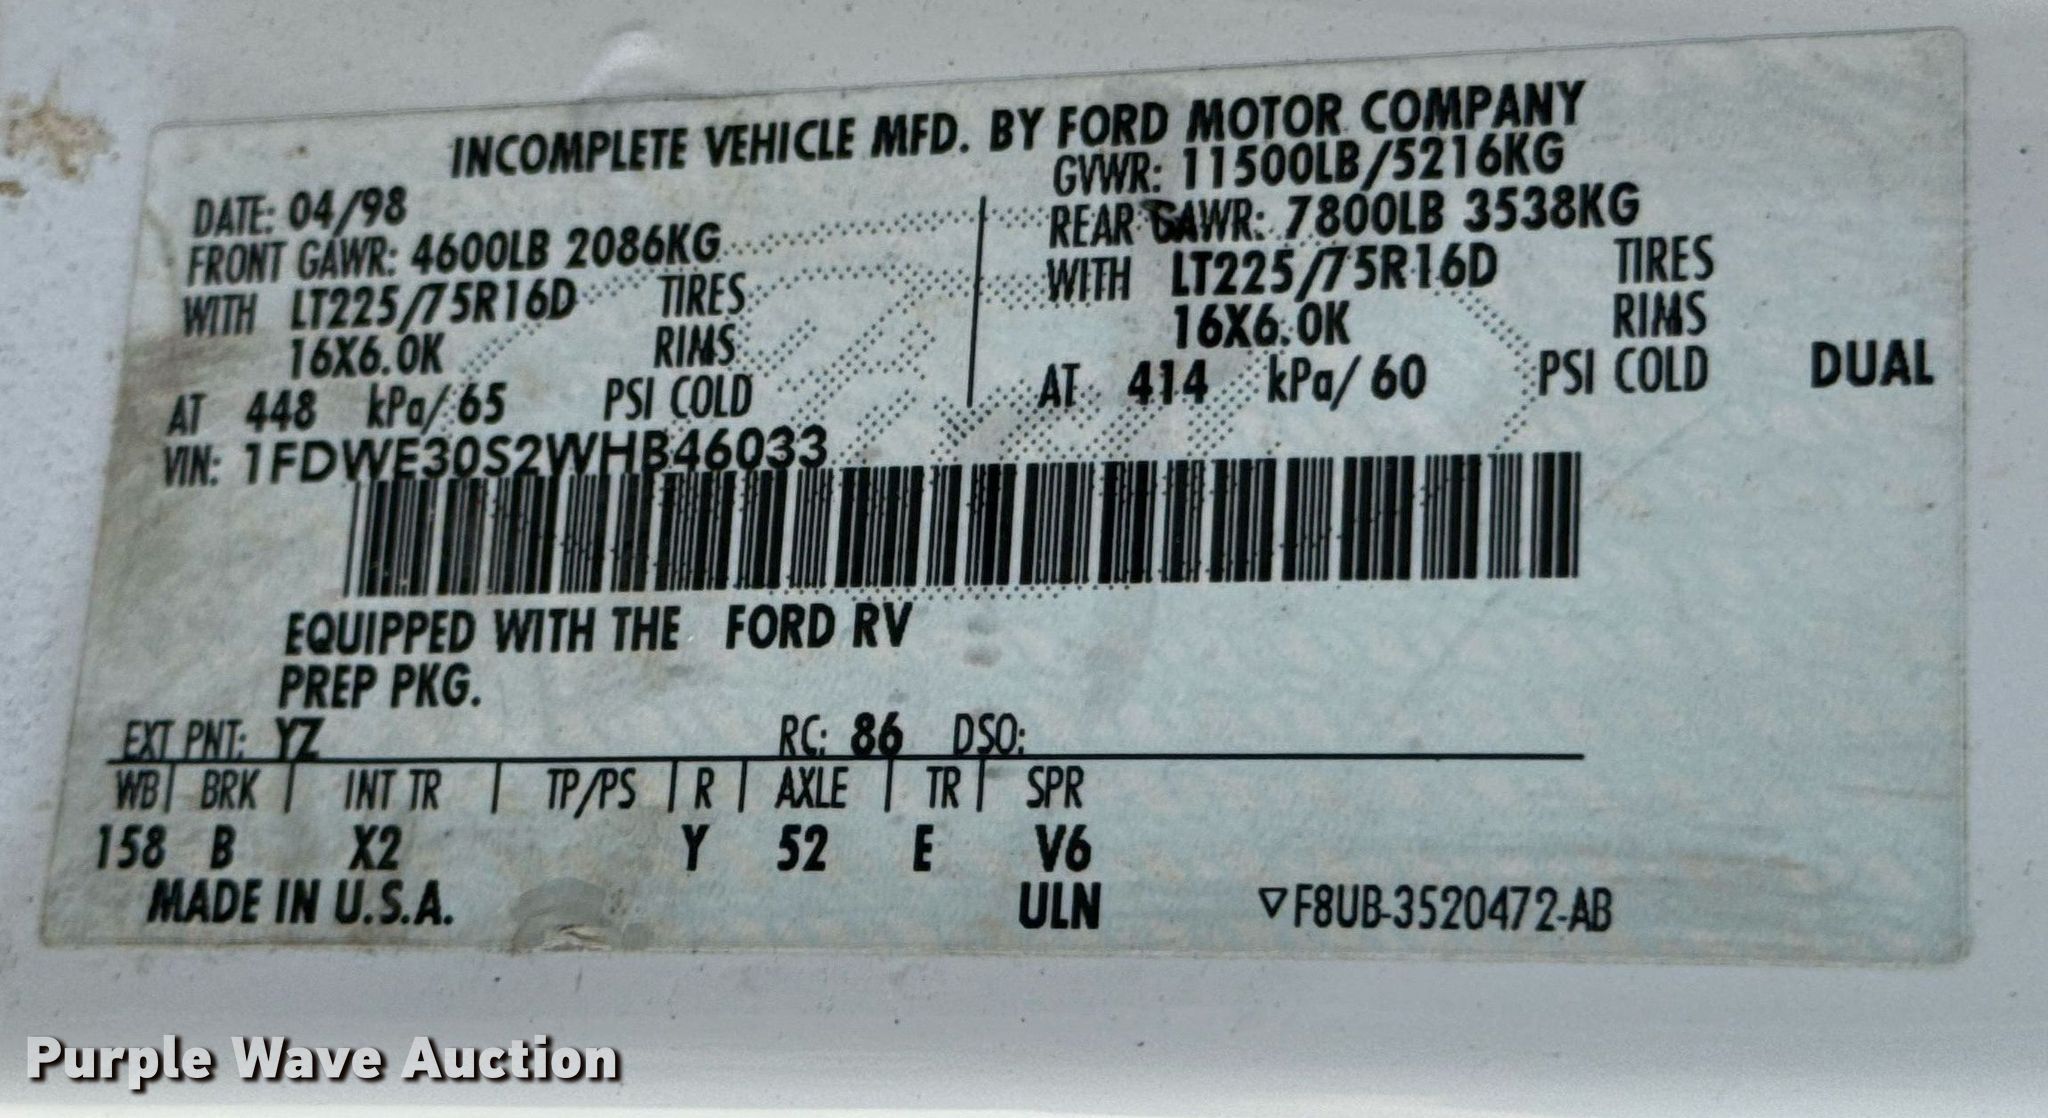 INCOMPLETE VEHICLE MFD. BY FORD MOTOR COMPANY
DATE: 04/98
GVWR: 11500LB/5216KG
FRONT GAWR: 4600LB 2086KG
REAR GAWR: 7800LB 3538KG
WITH LT225/75R16D TIRES
WITH LT225/75R16D TIRES
16X6.0K RIMS
16X6.0K RIMS
AT 448 kPa/ 65 PSI COLD
AT 414 kPa/ 60 PSI COLD DUAL
VIN: 1FDWE30S2WHB46033
EQUIPPED WITH THE FORD RV
PREP PKG.
EXT PNT: YZ RC: 86 DSO:
WB | BRK | INT TR | TP/PS | R | AXLE | TR | SPR
158 B X2 Y 52 E V6
MADE IN U.S.A. ULN ▽F8UB-3520472-AB
Purple Wave Auction